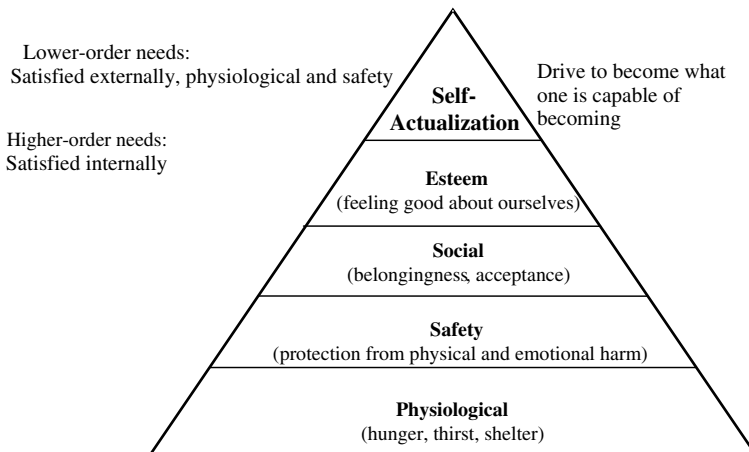 Lower-order needs:
Satisfied externally, physiological and safety
Higher-order needs:
Satisfied internally
Self-
Actualization
Drive to become what
one is capable of
becoming
Esteem
(feeling good about ourselves)
Social
(belongingness, acceptance)
Safety
(protection from physical and emotional harm)
Physiological
(hunger, thirst, shelter)